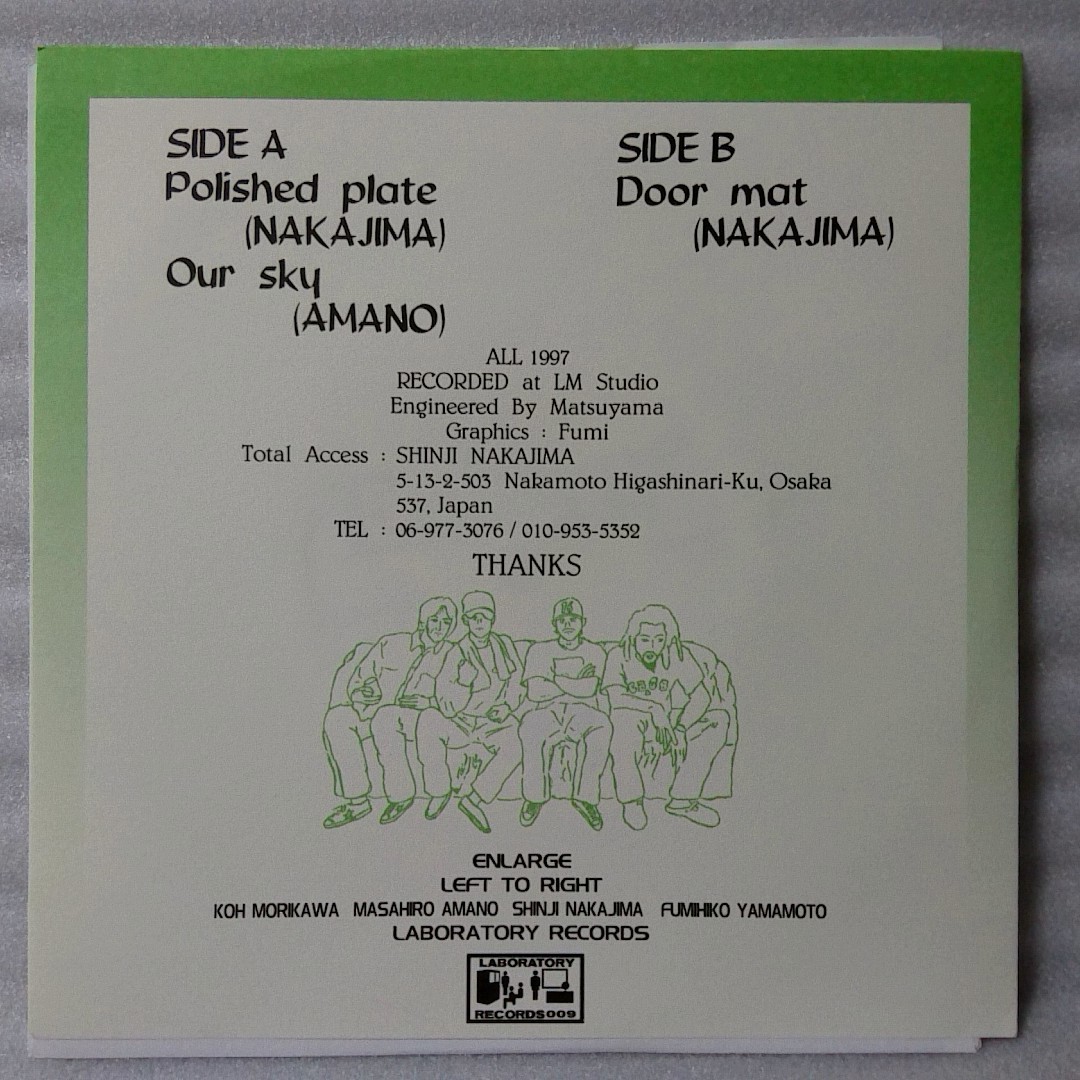 SIDE A
Polished plate
(NAKAJIMA)
Our sky
(AMANO)
SIDE B
Door mat
(NAKAJIMA)
ALL 1997
RECORDED at LM Studio
Engineered By Matsuyama
Graphics : Fumi
Total Access : SHINJI NAKAJIMA
5-13-2-503 Nakamoto Higashinari-Ku, Osaka
537, Japan
TEL : 06-977-3076 / 010-953-5352
THANKS
ENLARGE
LEFT TO RIGHT
KOH MORIKAWA MASAHIRO AMANO SHINJI NAKAJIMA FUMIHIKO YAMAMOTO
LABORATORY RECORDS
LABORATORY
RECORDS009